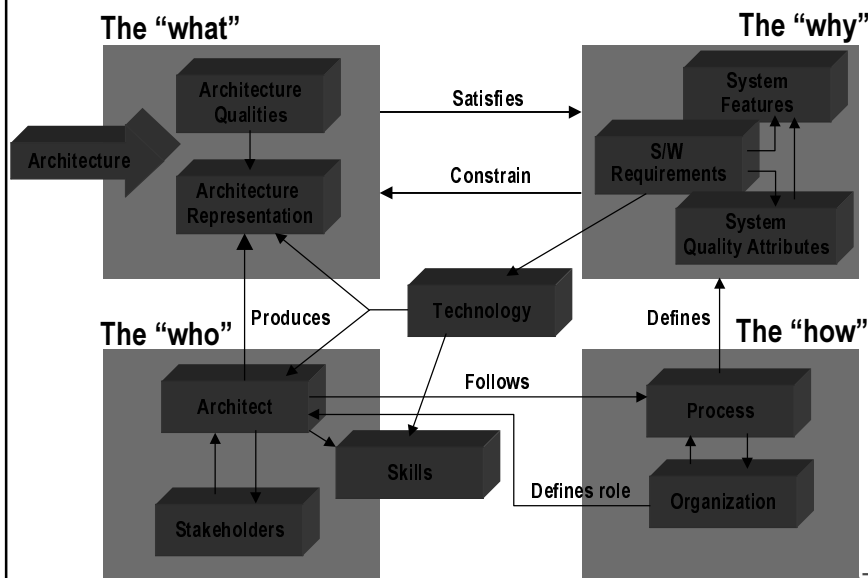 The “what”
The “why”
Architecture
Qualities
System
Features
Satisfies
Architecture
S/W
Requirements
Constrain
Architecture
Representation
System
Quality Attributes
Technology
Produces
Defines
The “who”
The “how”
Follows
Architect
Process
Skills
Defines role
Organization
Stakeholders